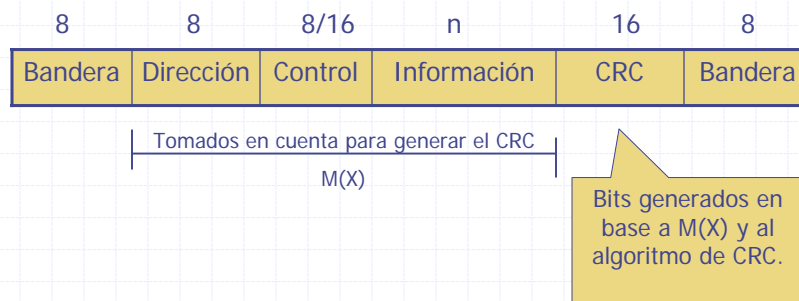 8 8 8/16 n 16 8
Bandera Dirección Control Información CRC Bandera
Tomados en cuenta para generar el CRC
M(X)
Bits generados en
base a M(X) y al
algoritmo de CRC.